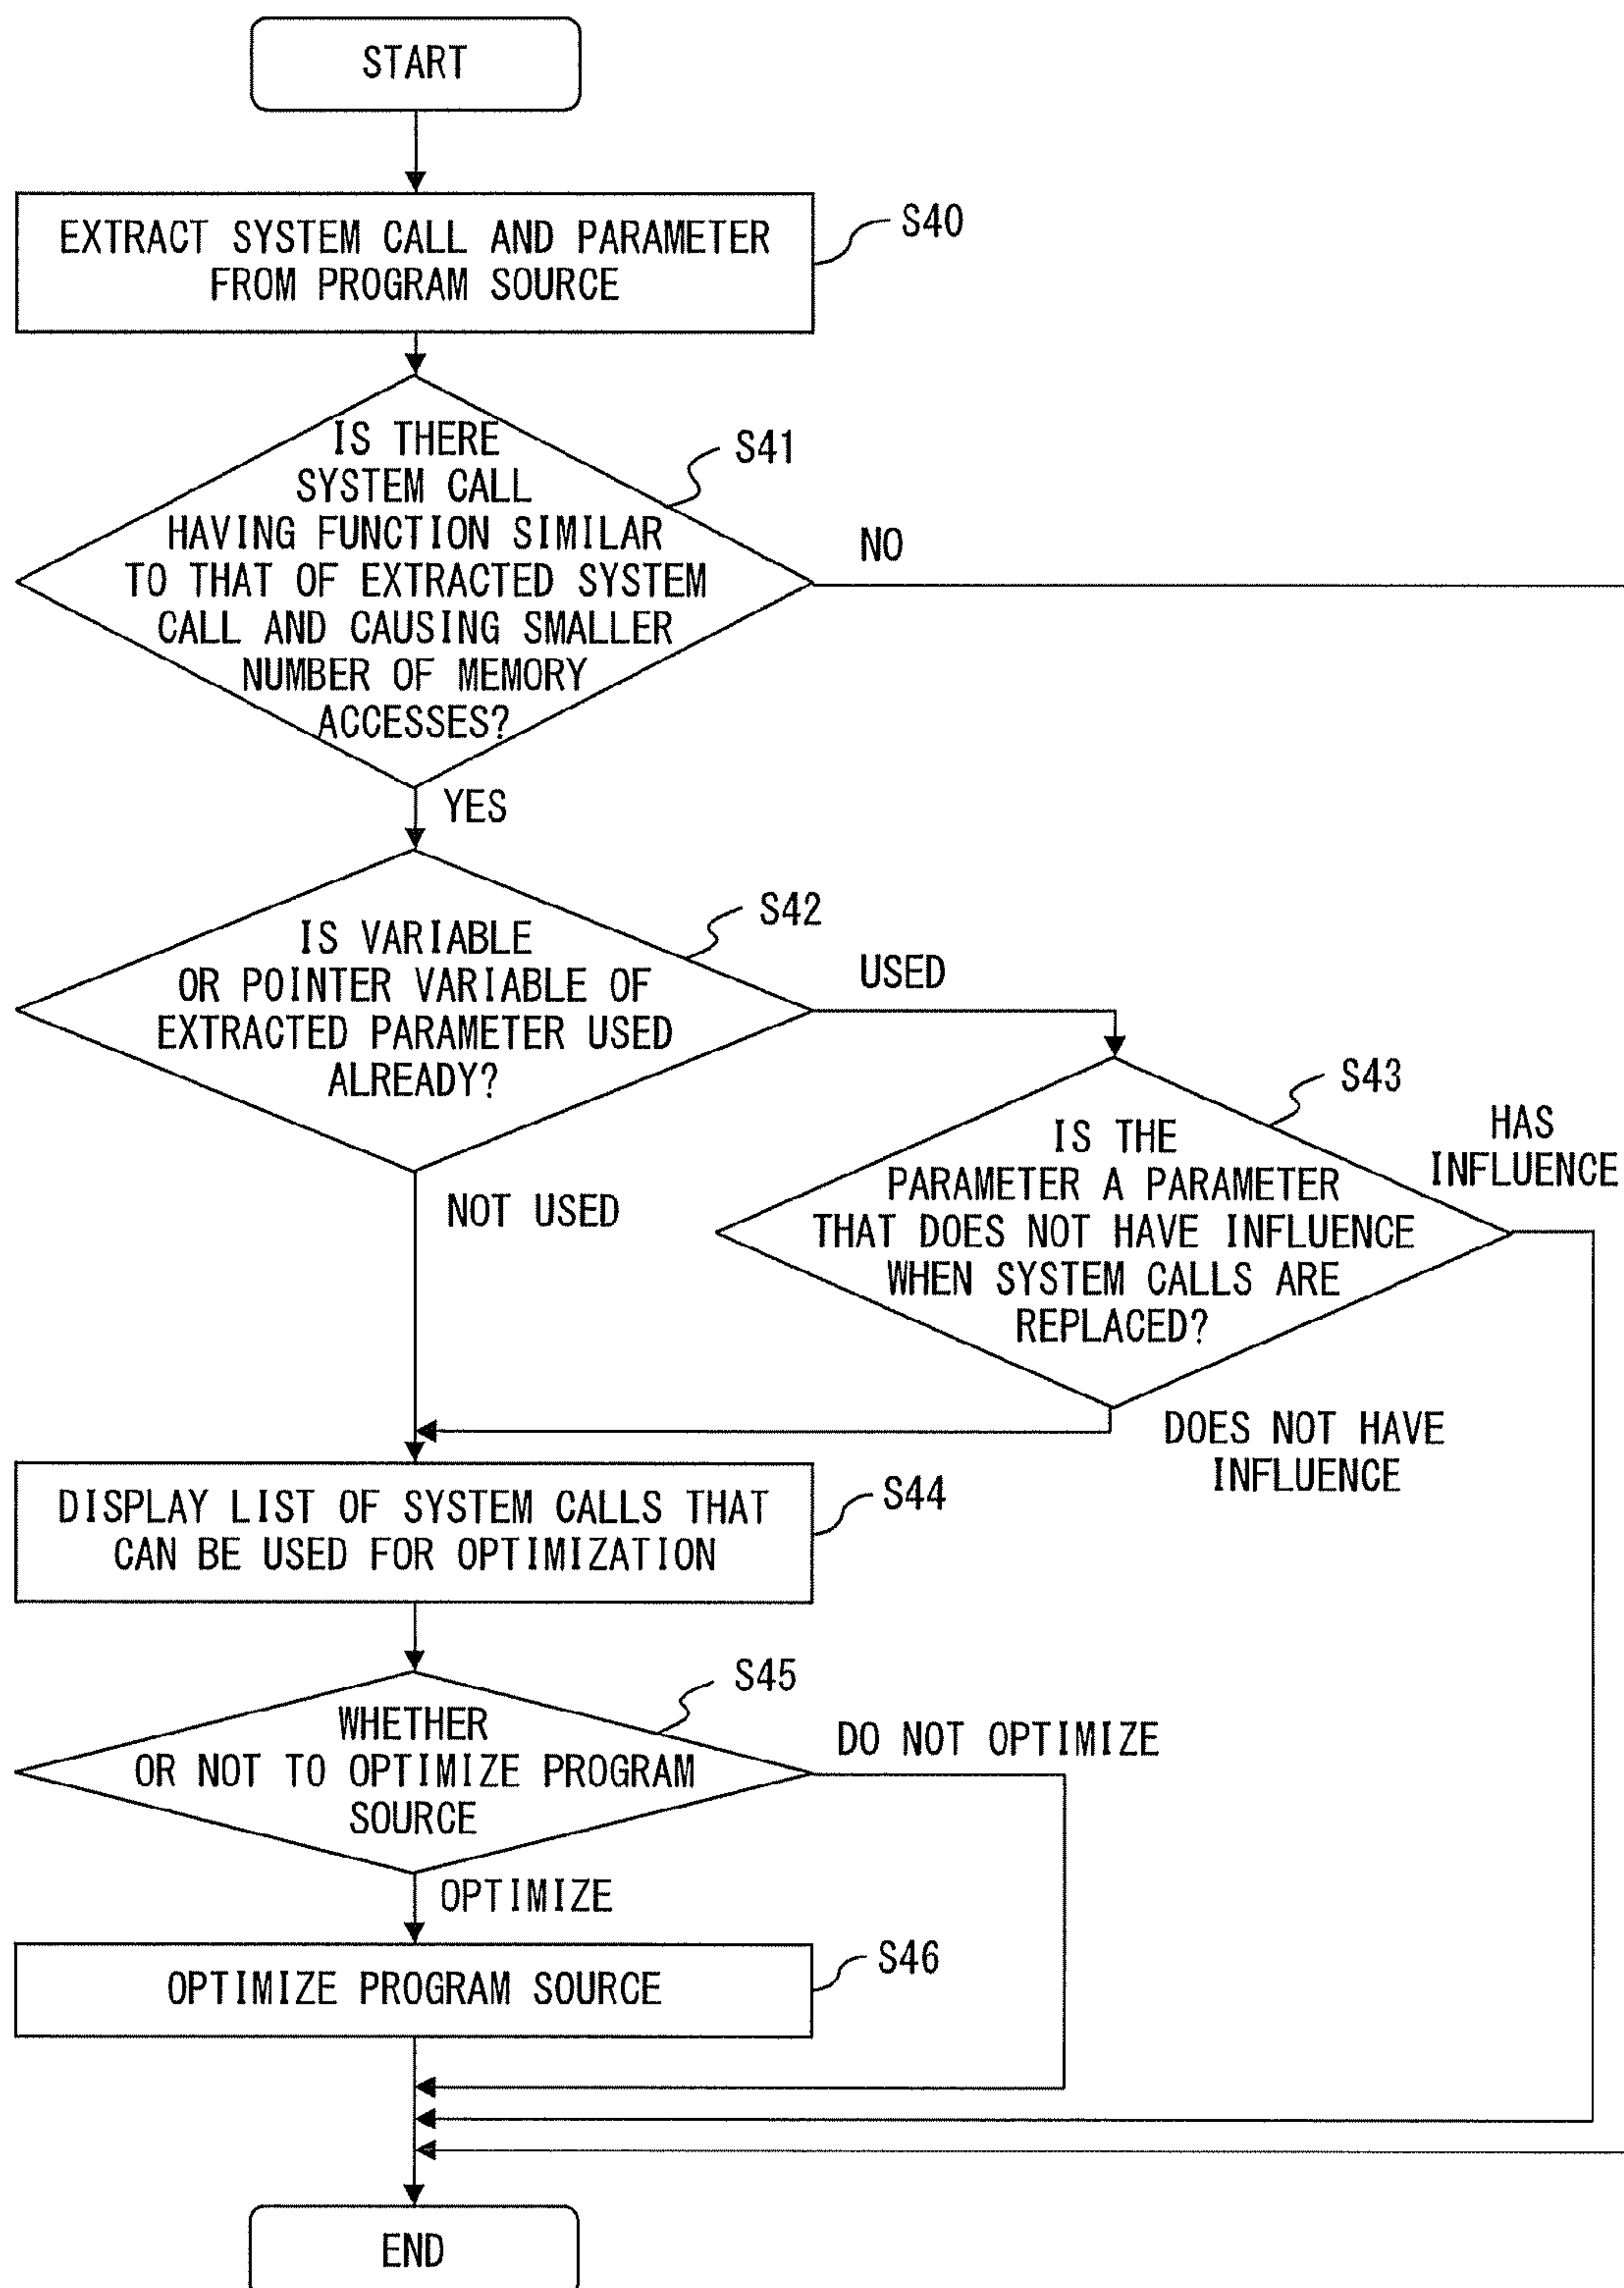 START
EXTRACT SYSTEM CALL AND PARAMETER
FROM PROGRAM SOURCE
S40
IS THERE
SYSTEM CALL
HAVING FUNCTION SIMILAR
TO THAT OF EXTRACTED SYSTEM
CALL AND CAUSING SMALLER
NUMBER OF MEMORY
ACCESSES?
S41
NO
YES
IS VARIABLE
OR POINTER VARIABLE OF
EXTRACTED PARAMETER USED
ALREADY?
S42
USED
NOT USED
IS THE
PARAMETER A PARAMETER
THAT DOES NOT HAVE INFLUENCE
WHEN SYSTEM CALLS ARE
REPLACED?
S43
HAS
INFLUENCE
DOES NOT HAVE
INFLUENCE
DISPLAY LIST OF SYSTEM CALLS THAT
CAN BE USED FOR OPTIMIZATION
S44
WHETHER
OR NOT TO OPTIMIZE PROGRAM
SOURCE
S45
DO NOT OPTIMIZE
OPTIMIZE
OPTIMIZE PROGRAM SOURCE
S46
END